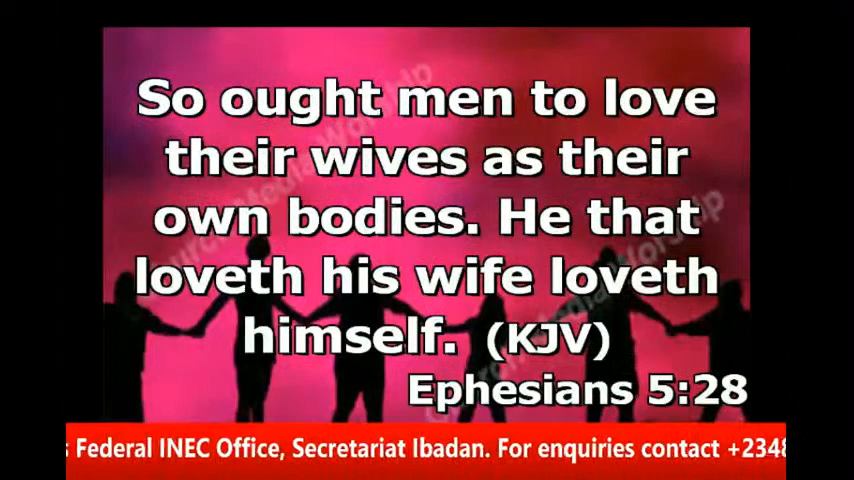 So ought men to love
their wives as their
own bodies. He that
loveth his wife loveth
himself. (KJV)
Ephesians 5:28
Federal INEC Office, Secretariat Ibadan. For enquiries contact +2348